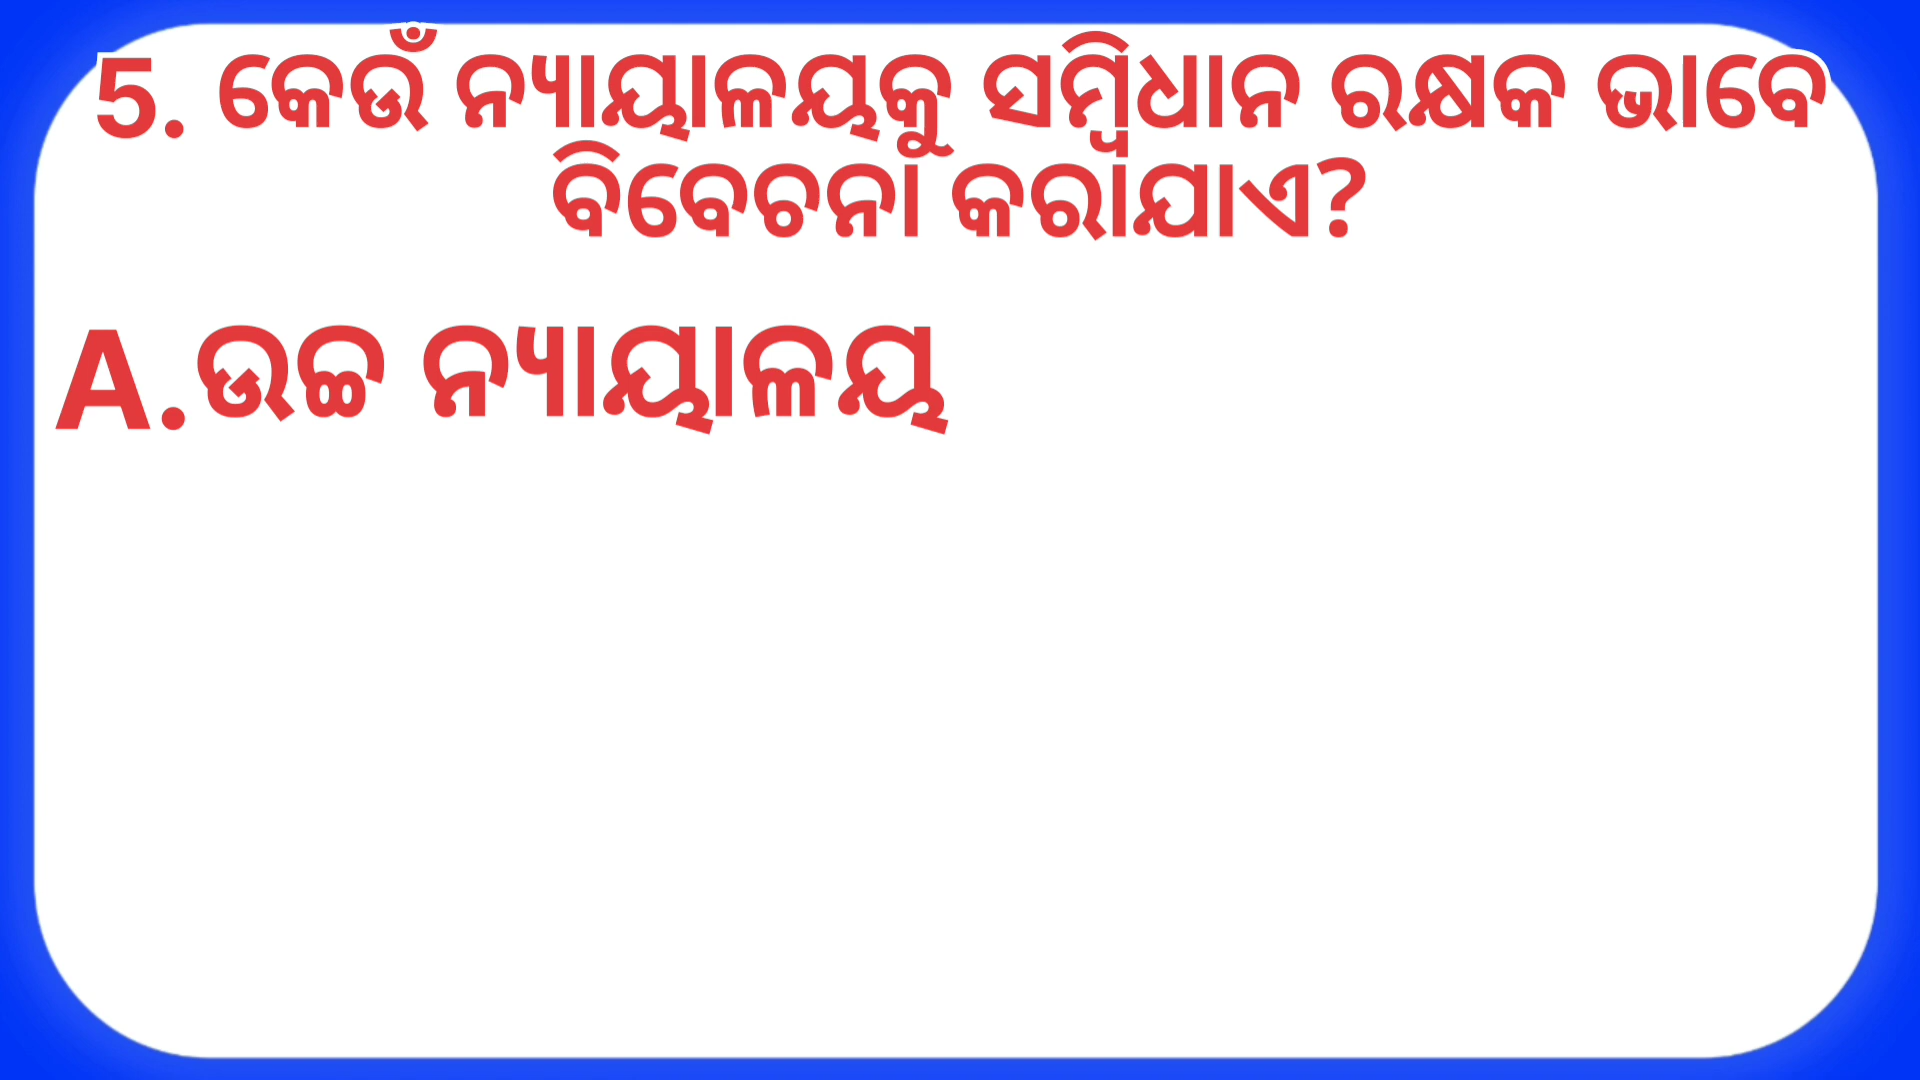 5. କେଉଁ ନ୍ୟାୟାଳୟକୁ ସମ୍ବିଧାନ ରକ୍ଷକ ଭାବେ
ବିବେଚନା କରାଯାଏ?
A.ଉଚ୍ଚ ନ୍ୟାୟାଳୟ